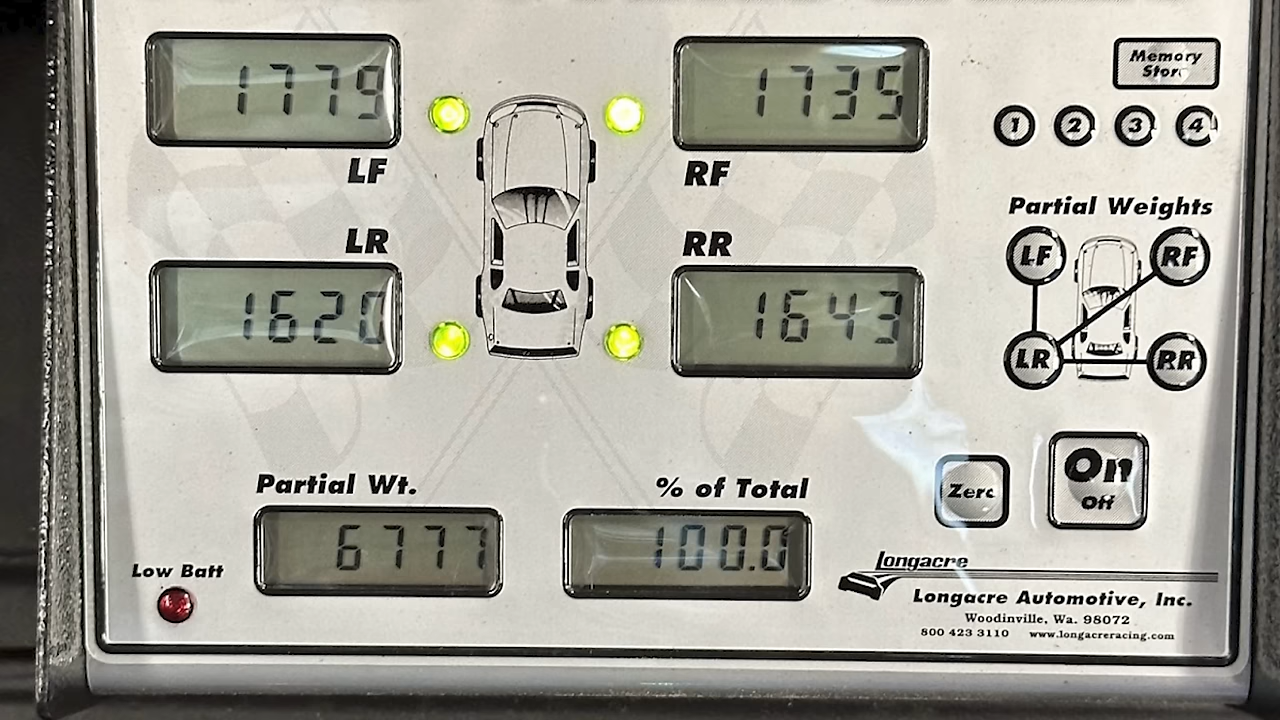 1779
1735
Memory
Store
1 2 3 4
LF
RF
Partial Weights
LR
RR
LF
RF
1620
1643
LR
RR
On
Off
Zero
Partial Wt.
% of Total
6777
100.0
Low Batt
Longacre
Longacre Automotive, Inc.
Woodinville, Wa. 98072
800 423 3110 www.longacreracing.com